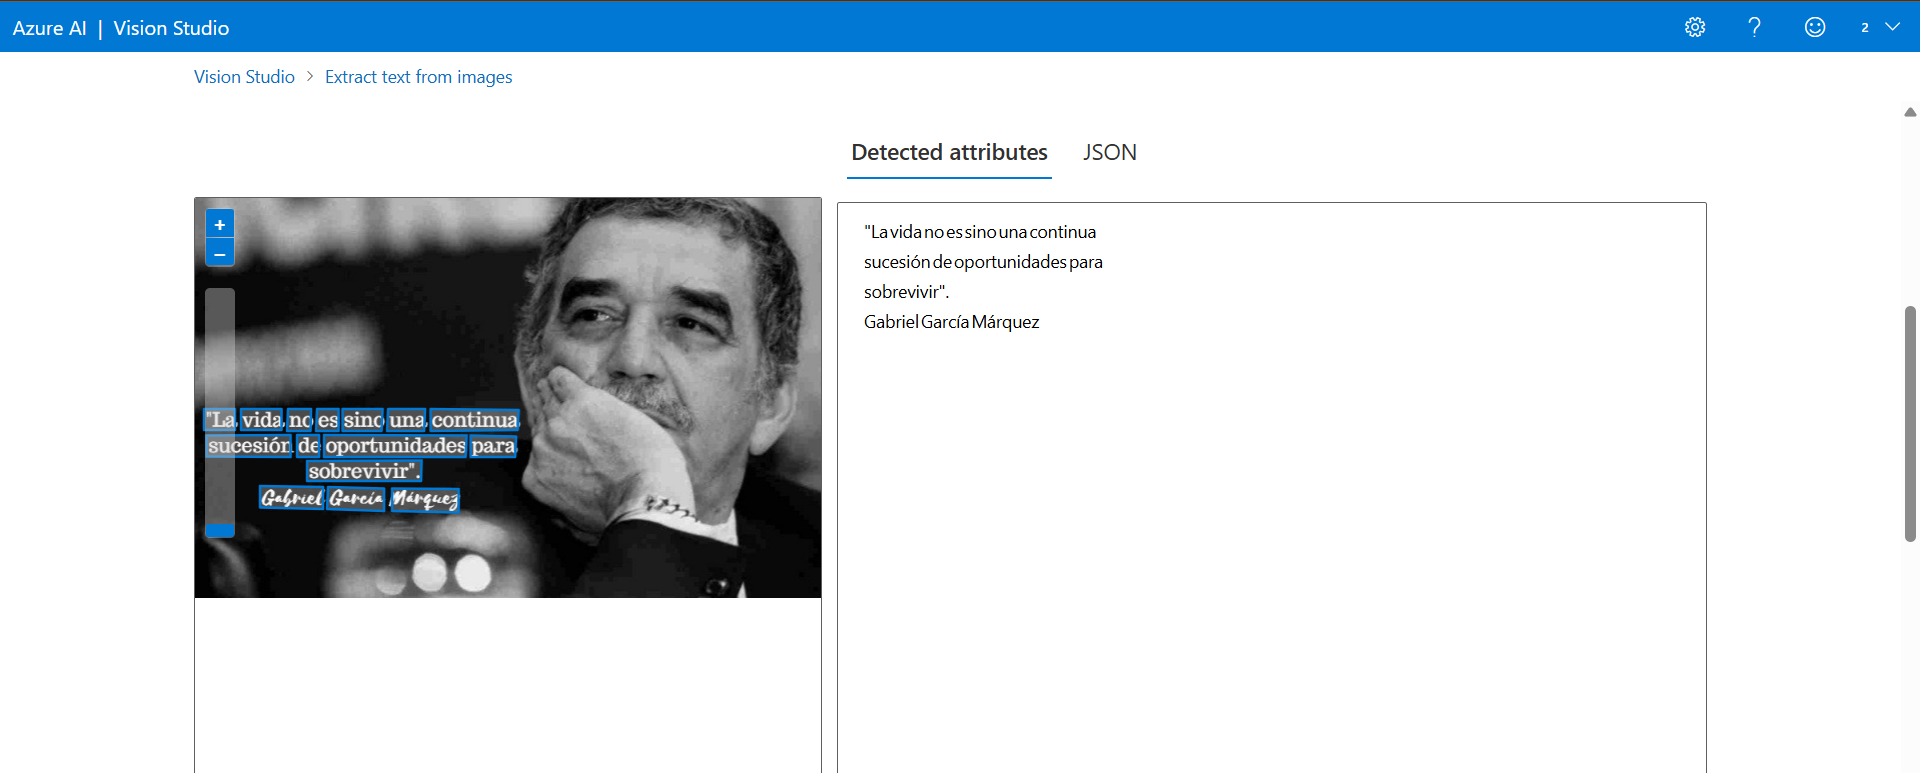 Azure AI | Vision Studio
2
Vision Studio > Extract text from images
Detected attributes
JSON
+
−
"La vida no es sino una continua
sucesión de oportunidades para
sobrevivir".
Gabriel García Márquez
"La vida no es sino una continua
sucesión de oportunidades para
sobrevivir".
Gabriel García Márquez